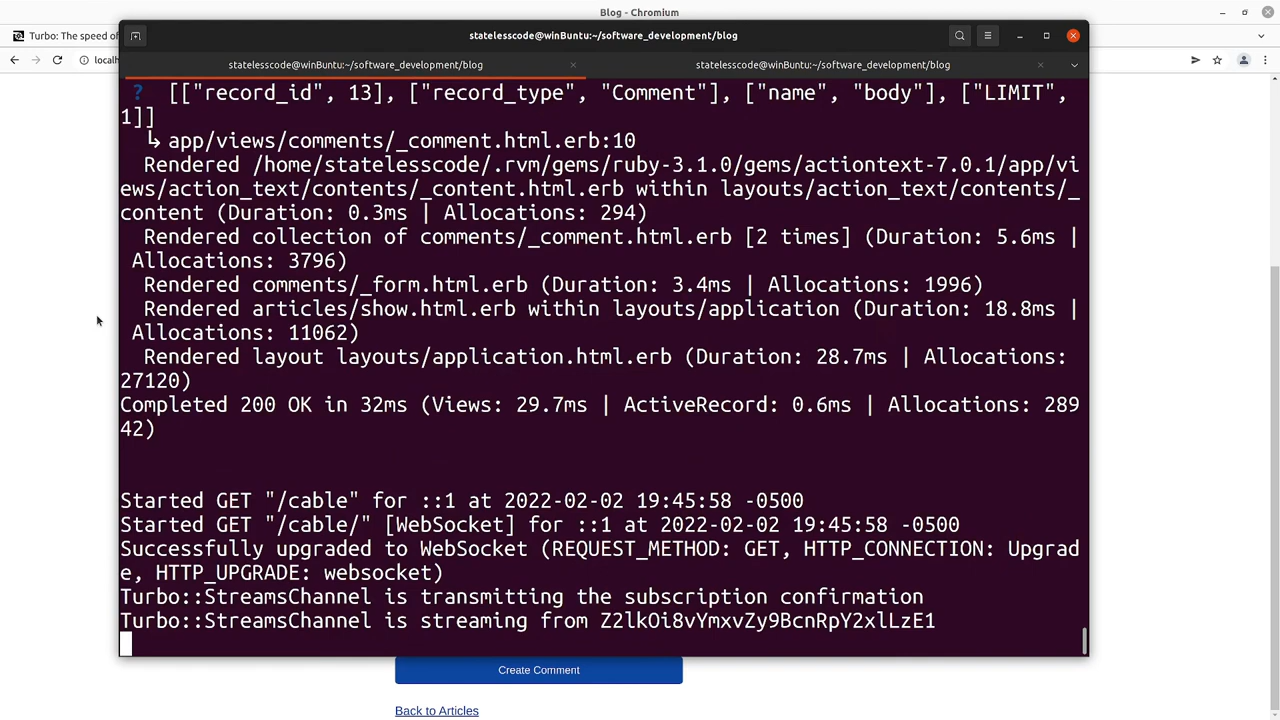 Blog - Chromium
Turbo: The speed of
localh
statelesscode@winBuntu:~/software_development/blog
statelesscode@winBuntu:~/software_development/blog
statelesscode@winBuntu:~/software_development/blog
? [["record_id", 13], ["record_type", "Comment"], ["name", "body"], ["LIMIT",
1]]
↳ app/views/comments/_comment.html.erb:10
Rendered /home/statelesscode/.rvm/gems/ruby-3.1.0/gems/actiontext-7.0.1/app/vi
ews/action_text/contents/_content.html.erb within layouts/action_text/contents/_
content (Duration: 0.3ms | Allocations: 294)
Rendered collection of comments/_comment.html.erb [2 times] (Duration: 5.6ms |
Allocations: 3796)
Rendered comments/_form.html.erb (Duration: 3.4ms | Allocations: 1996)
Rendered articles/show.html.erb within layouts/application (Duration: 18.8ms |
Allocations: 11062)
Rendered layout layouts/application.html.erb (Duration: 28.7ms | Allocations:
27120)
Completed 200 OK in 32ms (Views: 29.7ms | ActiveRecord: 0.6ms | Allocations: 289
42)
Started GET "/cable" for ::1 at 2022-02-02 19:45:58 -0500
Started GET "/cable/" [WebSocket] for ::1 at 2022-02-02 19:45:58 -0500
Successfully upgraded to WebSocket (REQUEST_METHOD: GET, HTTP_CONNECTION: Upgrad
e, HTTP_UPGRADE: websocket)
Turbo::StreamsChannel is transmitting the subscription confirmation
Turbo::StreamsChannel is streaming from Z2lkOi8vYmxvZy9BcnRpY2xlLzE1
Create Comment
Back to Articles